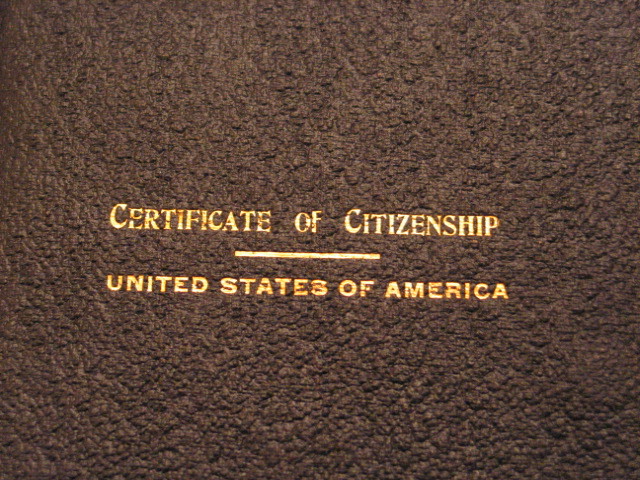 CERTIFICATE OF CITIZENSHIP
UNITED STATES OF AMERICA